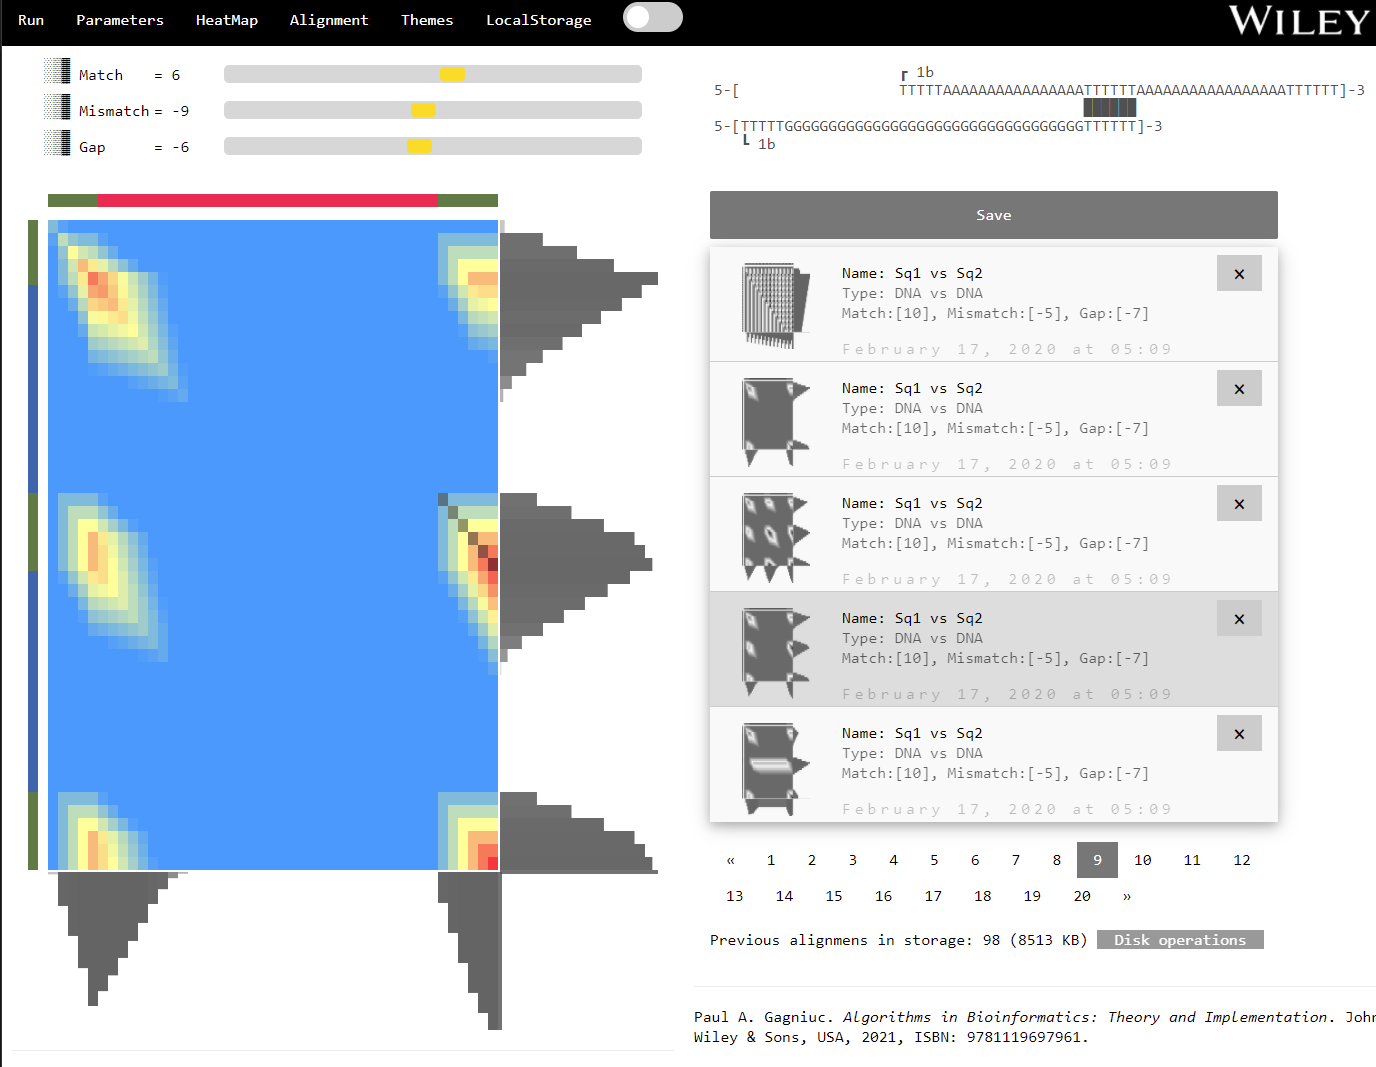 Run Parameters HeatMap Alignment Themes LocalStorage WILEY
Match = 6
Mismatch = -9
Gap = -6
┏ 1b
5-[ TTTTTAAAAAAAAAAAAAAAATTTTTTAAAAAAAAAAAAAAAAATTTTTT]-3
5-[TTTTTGGGGGGGGGGGGGGGGGGGGGGGGGGGGGGGGGGTTTTTT]-3
┗ 1b
Save
Name: Sq1 vs Sq2 ×
Type: DNA vs DNA
Match:[10], Mismatch:[-5], Gap:[-7]
February 17, 2020 at 05:09
Name: Sq1 vs Sq2 ×
Type: DNA vs DNA
Match:[10], Mismatch:[-5], Gap:[-7]
February 17, 2020 at 05:09
Name: Sq1 vs Sq2 ×
Type: DNA vs DNA
Match:[10], Mismatch:[-5], Gap:[-7]
February 17, 2020 at 05:09
Name: Sq1 vs Sq2 ×
Type: DNA vs DNA
Match:[10], Mismatch:[-5], Gap:[-7]
February 17, 2020 at 05:09
Name: Sq1 vs Sq2 ×
Type: DNA vs DNA
Match:[10], Mismatch:[-5], Gap:[-7]
February 17, 2020 at 05:09
« 1 2 3 4 5 6 7 8 9 10 11 12
13 14 15 16 17 18 19 20 »
Previous alignmens in storage: 98 (8513 KB) Disk operations
Paul A. Gagniuc. Algorithms in Bioinformatics: Theory and Implementation. John
Wiley & Sons, USA, 2021, ISBN: 9781119697961.